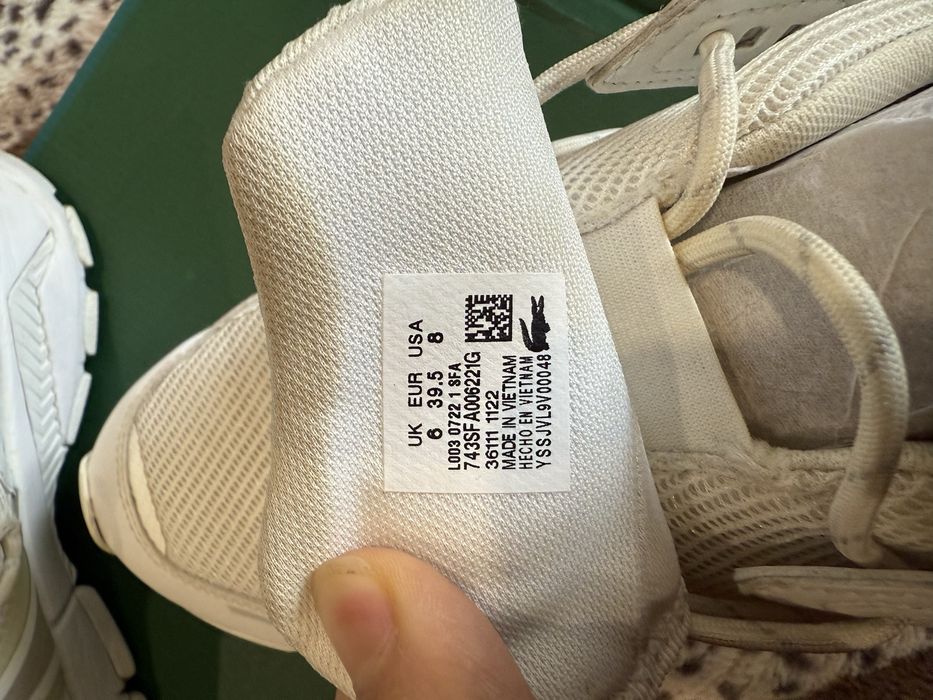 UK EUR USA
6 39.5 8
L003 0722 1 SFA
743SFA006221G
36111 1122
MADE IN VIETNAM
HECHO EN VIETNAM
YSSJVL9V00048